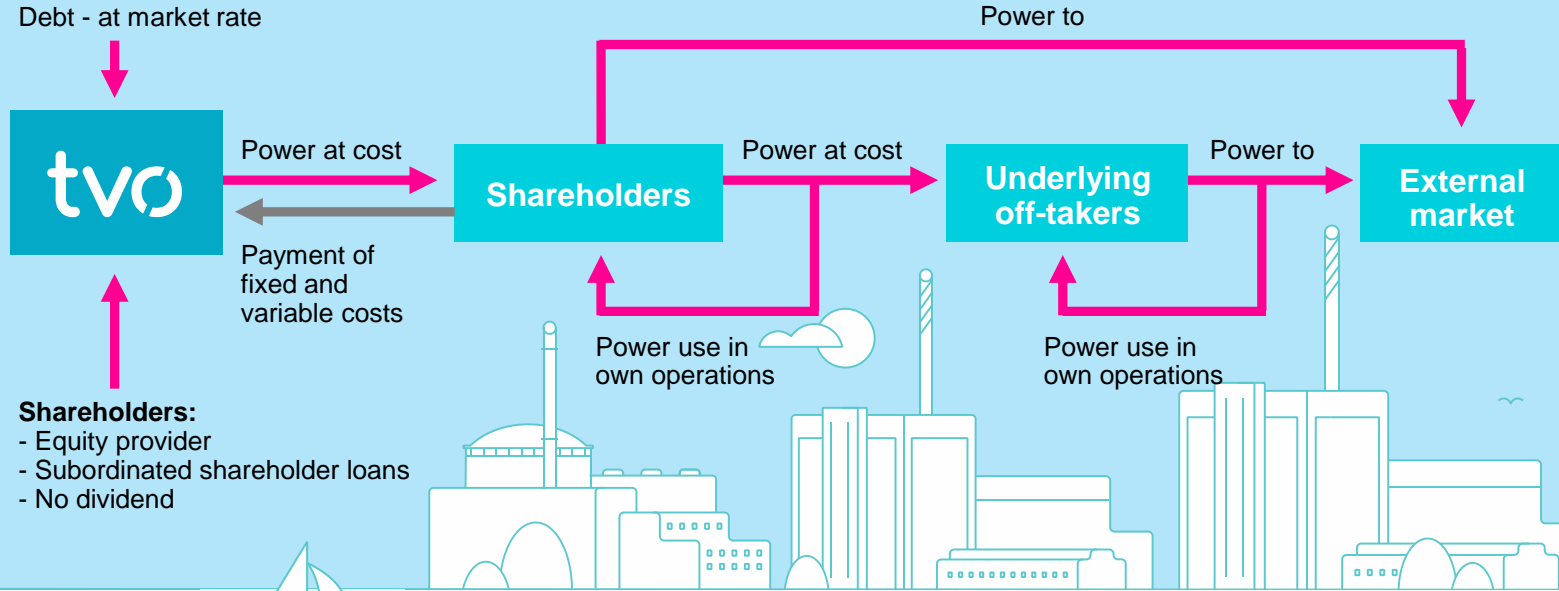 Debt - at market rate
Power to
tvo
Power at cost
Shareholders
Power at cost
Underlying
off-takers
Power to
External
market
Payment of
fixed and
variable costs
Power use in
own operations
Power use in
own operations
Shareholders:
- Equity provider
- Subordinated shareholder loans
- No dividend